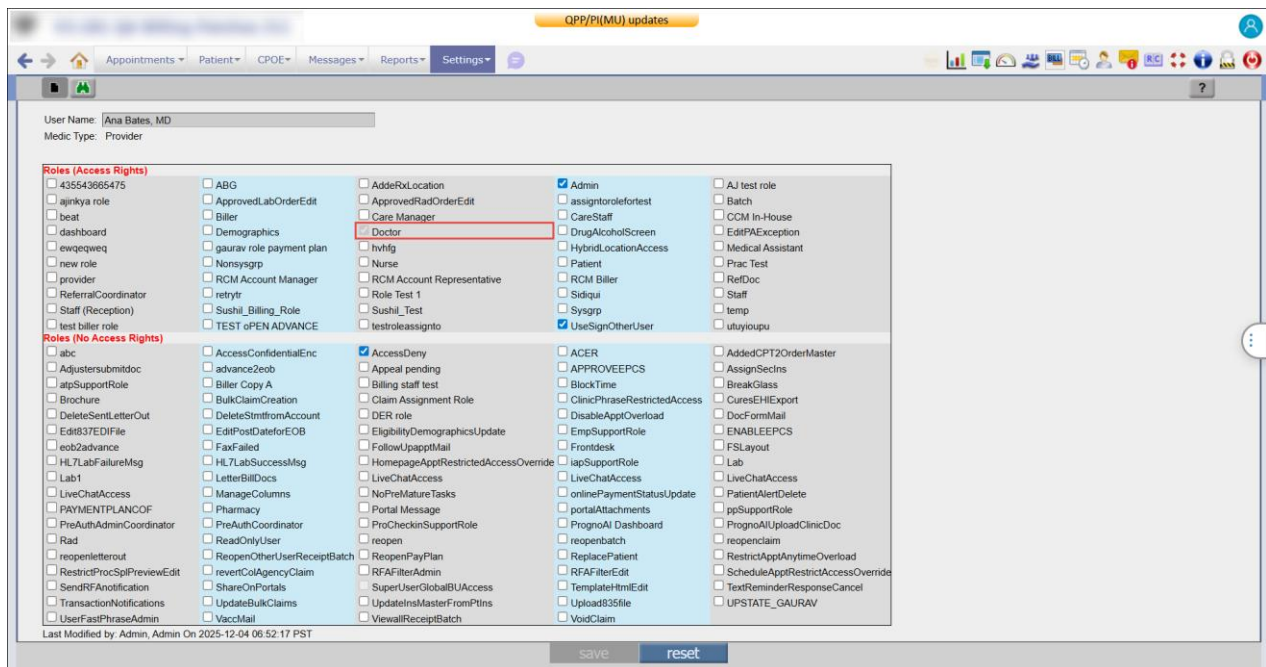 QPP/PI(MU) updates
Appointments Patient CPOE Messages Reports Settings
BILL RC
?
User Name: Ana Bates, MD
Medic Type: Provider
Roles (Access Rights)
435543665475 ABG AddeRxLocation Admin AJ test role
ajinkya role ApprovedLabOrderEdit ApprovedRadOrderEdit assigntorolefortest Batch
beat Biller Care Manager CareStaff CCM In-House
dashboard Demographics Doctor DrugAlcoholScreen EditPAException
ewqeqweq gaurav role payment plan hvhfg HybridLocationAccess Medical Assistant
new role Nonsysgrp Nurse Patient Prac Test
provider RCM Account Manager RCM Account Representative RCM Biller RefDoc
ReferralCoordinator retrytr Role Test 1 Sidiqui Staff
Staff (Reception) Sushil_Billing_Role Sushil_Test Sysgrp temp
test biller role TEST oPEN ADVANCE testroleassignto UseSignOtherUser utuyioupu
Roles (No Access Rights)
abc AccessConfidentialEnc AccessDeny ACER AddedCPT2OrderMaster
Adjustersubmitdoc advance2eob Appeal pending APPROVEEPCS AssignSecIns
atpSupportRole Biller Copy A Billing staff test BlockTime BreakGlass
Brochure BulkClaimCreation Claim Assignment Role ClinicPhraseRestrictedAccess CuresEHIExport
DeleteSentLetterOut DeleteStmtfromAccount DER role DisableApptOverload DocFormMail
Edit837EDIFile EditPostDateforEOB EligibilityDemographicsUpdate EmpSupportRole ENABLEEPCS
eob2advance FaxFailed FollowUpapptMail Frontdesk FSLayout
HL7LabFailureMsg HL7LabSuccessMsg HomepageApptRestrictedAccessOverride iapSupportRole Lab
Lab1 LetterBillDocs LiveChatAccess LiveChatAccess LiveChatAccess
LiveChatAccess ManageColumns NoPreMatureTasks onlinePaymentStatusUpdate PatientAlertDelete
PAYMENTPLANCOF Pharmacy Portal Message portalAttachments ppSupportRole
PreAuthAdminCoordinator PreAuthCoordinator ProCheckinSupportRole PrognoAI Dashboard PrognoAIUploadClinicDoc
Rad ReadOnlyUser reopen reopenbatch reopenclaim
reopenletterout ReopenOtherUserReceiptBatch ReopenPayPlan ReplacePatient RestrictApptAnytimeOverload
RestrictProcSplPreviewEdit revertColAgencyClaim RFAFilterAdmin RFAFilterEdit ScheduleApptRestrictAccessOverride
SendRFAnotification ShareOnPortals SuperUserGlobalBUAccess TemplateHtmlEdit TextReminderResponseCancel
TransactionNotifications UpdateBulkClaims UpdateInsMasterFromPtIns Upload835file UPSTATE_GAURAV
UserFastPhraseAdmin VaccMail ViewallReceiptBatch VoidClaim
Last Modified by: Admin, Admin On 2025-12-04 06:52:17 PST
save reset